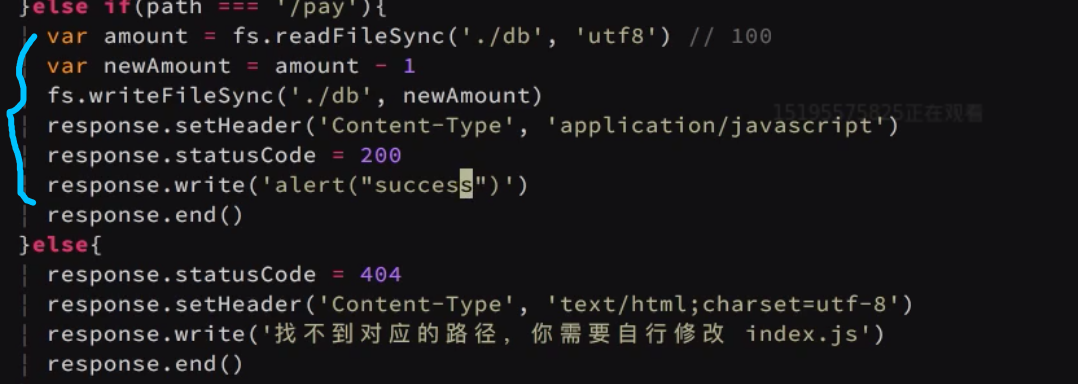 }else if(path === '/pay'){
var amount = fs.readFileSync('./db', 'utf8') // 100
var newAmount = amount - 1
fs.writeFileSync('./db', newAmount)
15195575825正在观看
response.setHeader('Content-Type', 'application/javascript')
response.statusCode = 200
response.write('alert("success")')
response.end()
}else{
response.statusCode = 404
response.setHeader('Content-Type', 'text/html;charset=utf-8')
response.write('找不到对应的路径, 你需要自行修改 index.js')
response.end()